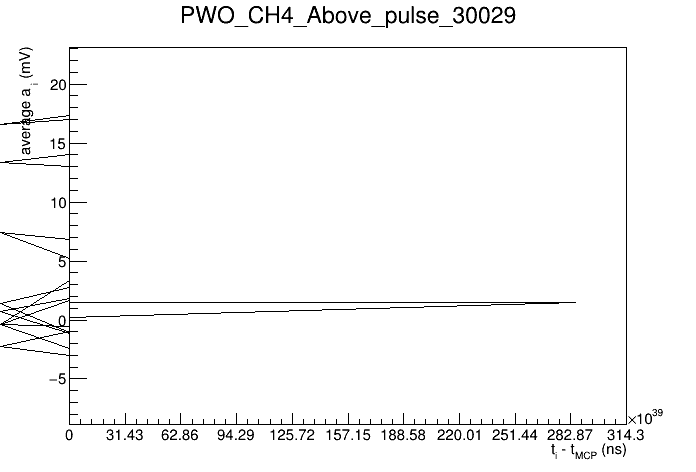 PWO_CH4_Above_pulse_30029
average a_i (mV)
20
15
10
5
0
−5
0 31.43 62.86 94.29 125.72 157.15 188.58 220.01 251.44 282.87 314.3
×10^39
t_i - t_MCP (ns)